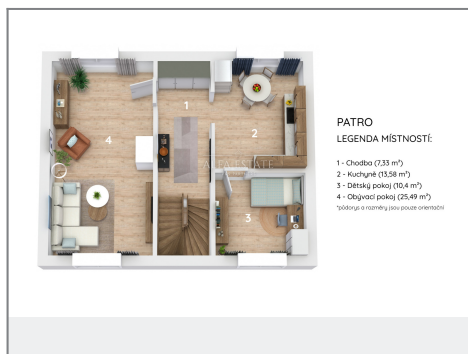 PATRO
LEGENDA MÍSTNOSTÍ:
1 - Chodba (7,33 m²)
2 - Kuchyně (13,58 m²)
3 - Dětský pokoj (10,4 m²)
4 - Obývací pokoj (25,49 m²)
*půdorys a rozměry jsou pouze orientační
1
4
2
3